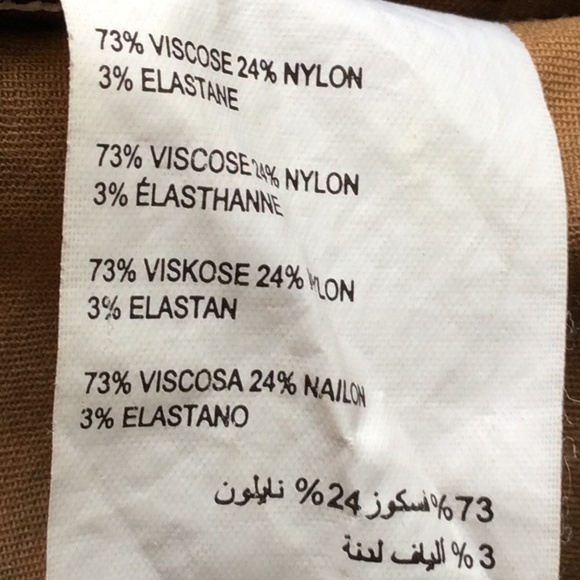 73% VISCOSE 24% NYLON
3% ELASTANE
73% VISCOSE 24% NYLON
3% ÉLASTHANNE
73% VISKOSE 24% NYLON
3% ELASTAN
73% VISCOSA 24% NAILON
3% ELASTANO
73 %فسكوز 24% نايلون
3 % ألياف لدنة